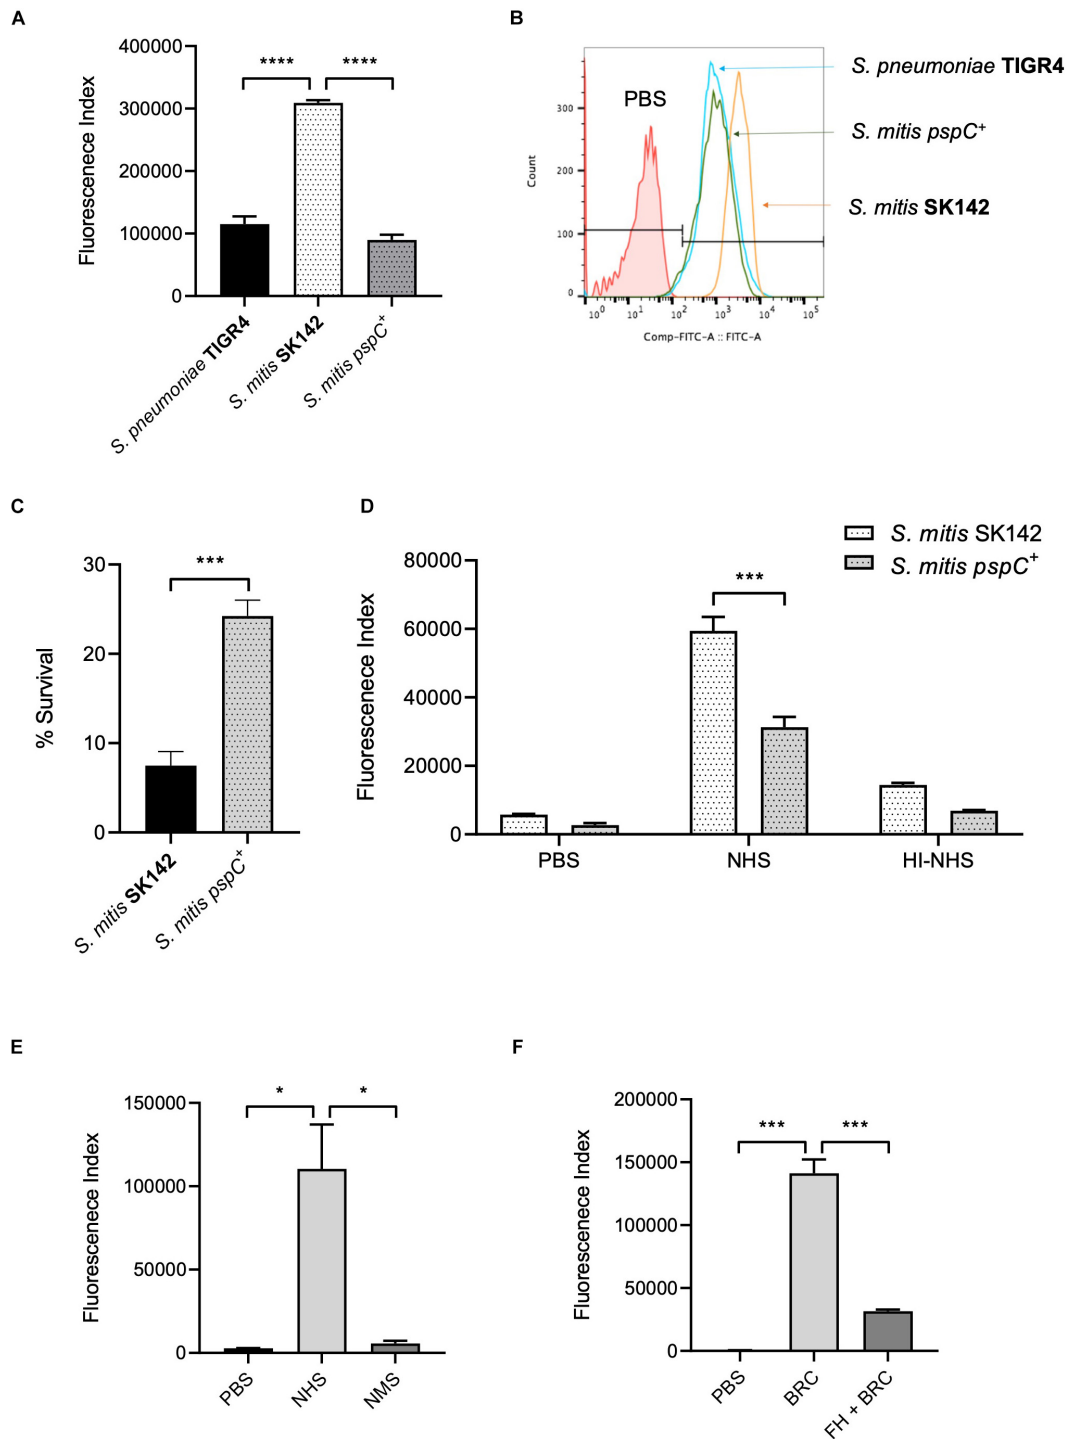 A
Fluorescenece Index
400000
300000
200000
100000
0
****
****
S. pneumoniae TIGR4
S. mitis SK142
S. mitis pspC+
B
Count
300
200
100
0
PBS
10^0 10^1 10^2 10^3 10^4 10^5
Comp-FITC-A :: FITC-A
S. pneumoniae TIGR4
S. mitis pspC+
S. mitis SK142
C
% Survival
30
20
10
0
***
S. mitis SK142
S. mitis pspC+
D
Fluorescenece Index
80000
60000
40000
20000
0
***
PBS NHS HI-NHS
S. mitis SK142
S. mitis pspC+
E
Fluorescenece Index
150000
100000
50000
0
*
*
PBS
NHS
NMS
F
Fluorescenece Index
200000
150000
100000
50000
0
***
***
PBS
BRC
FH + BRC